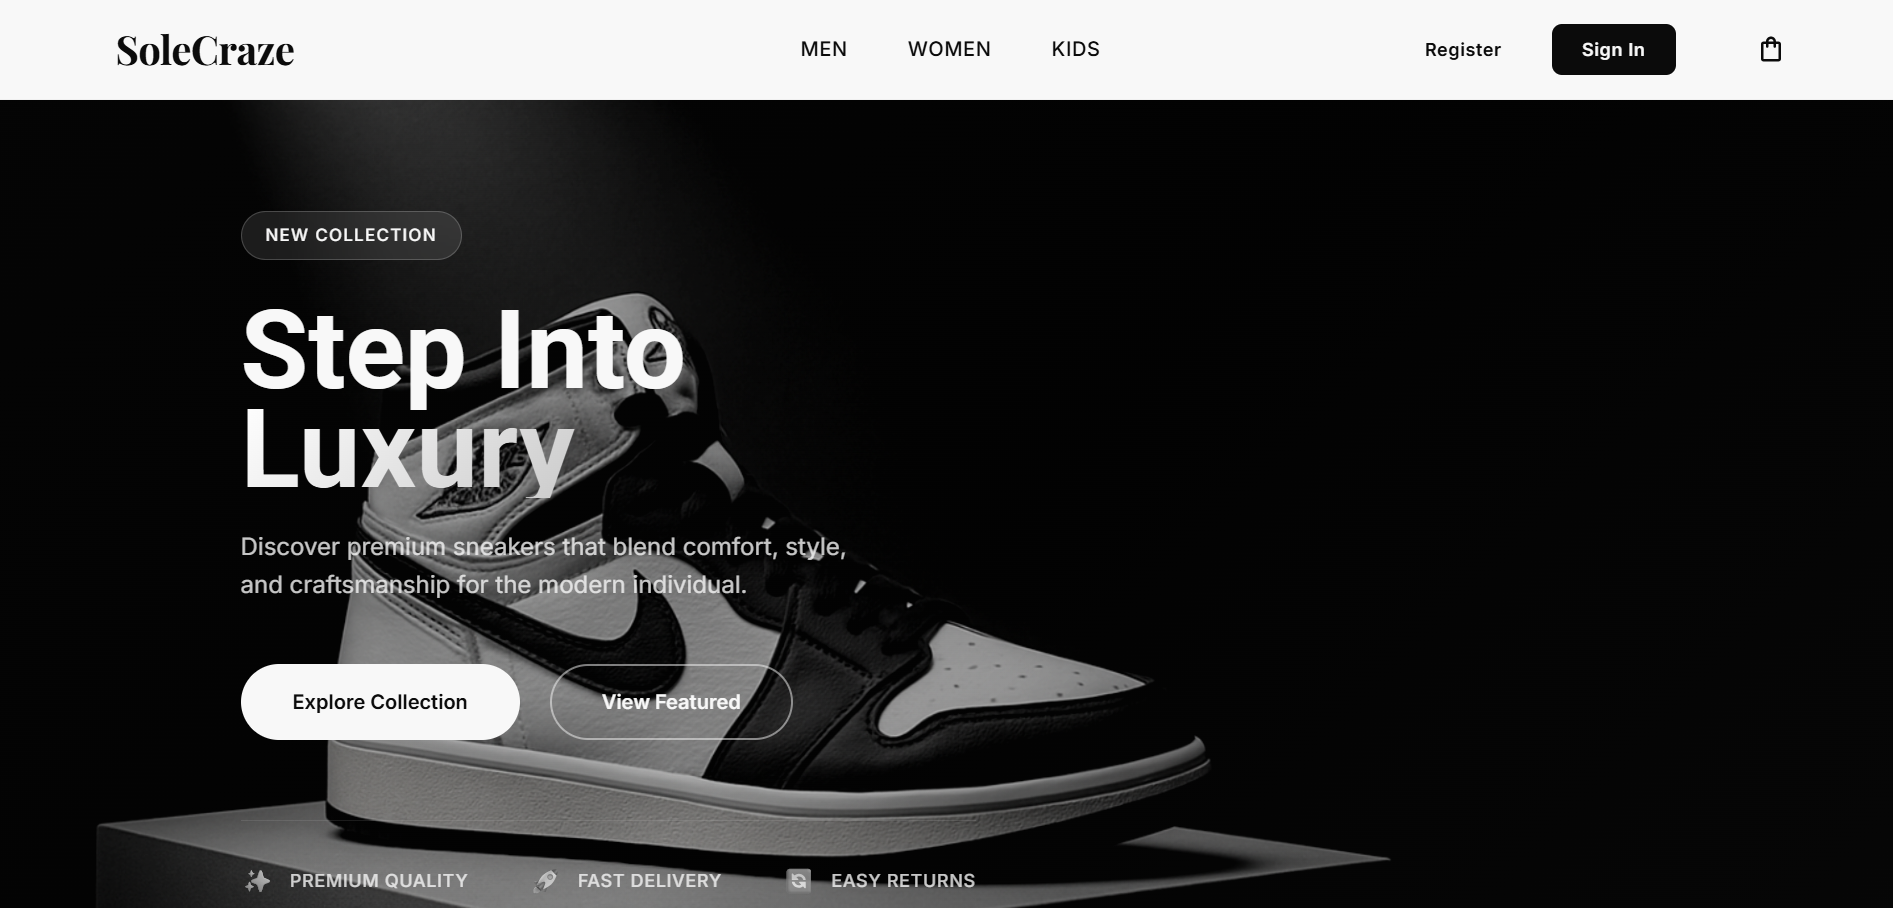 SoleCraze
MEN
WOMEN
KIDS
Register
Sign In
NEW COLLECTION
Step Into
Luxury
Discover premium sneakers that blend comfort, style,
and craftsmanship for the modern individual.
Explore Collection
View Featured
PREMIUM QUALITY
FAST DELIVERY
EASY RETURNS